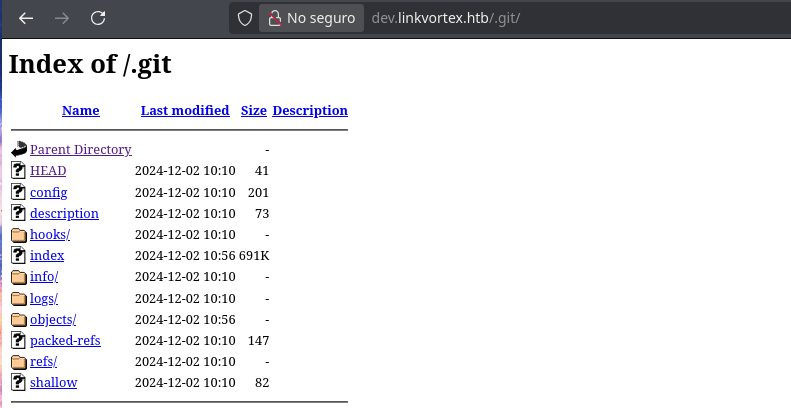 No seguro dev.linkvortex.htb/.git/
Index of /.git
Name Last modified Size Description
Parent Directory -
HEAD 2024-12-02 10:10 41
config 2024-12-02 10:10 201
description 2024-12-02 10:10 73
hooks/ 2024-12-02 10:10 -
index 2024-12-02 10:56 691K
info/ 2024-12-02 10:10 -
logs/ 2024-12-02 10:10 -
objects/ 2024-12-02 10:56 -
packed-refs 2024-12-02 10:10 147
refs/ 2024-12-02 10:10 -
shallow 2024-12-02 10:10 82